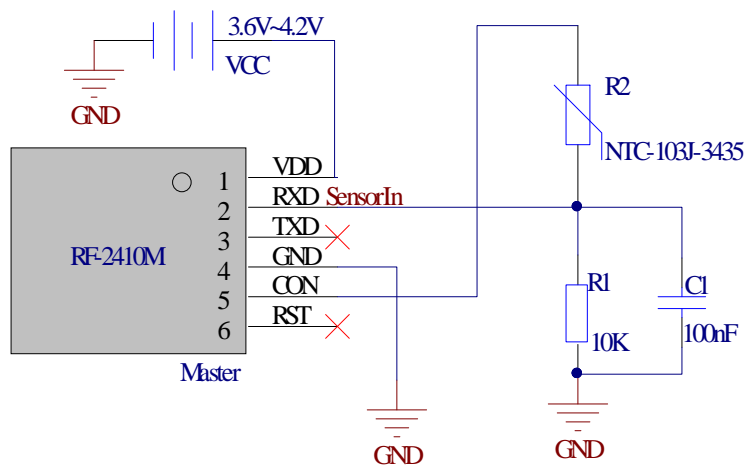 3.6V~4.2V
VCC
GND
R2
NTC-103J-3435
VDD
1
RXD SensorIn
2
TXD
3
RF-2410M
GND
4
CON
5
RST
6
R1
10K
C1
100nF
Master
GND
GND